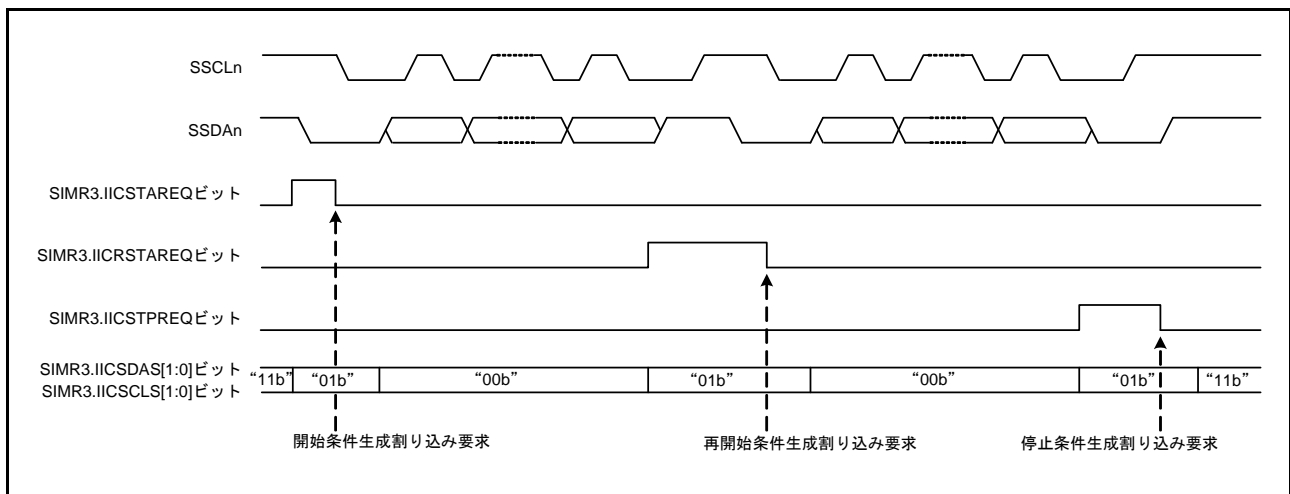 SSCLn
SSDAn
SIMR3.IICSTAREQビット
SIMR3.IICRSTAREQビット
SIMR3.IICSTPREQビット
SIMR3.IICSDAS[1:0]ビット
SIMR3.IICSCLS[1:0]ビット
“11b” “01b” “00b” “01b” “00b” “01b” “11b”
開始条件生成割り込み要求 再開始条件生成割り込み要求 停止条件生成割り込み要求